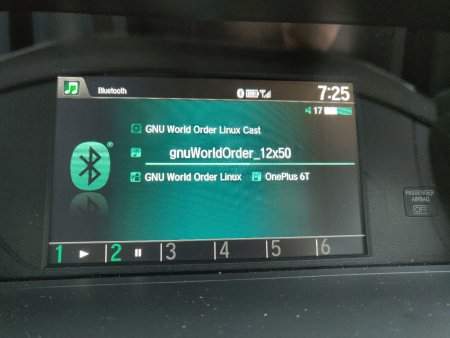 Bluetooth 7:25
17
GNU World Order Linux Cast
gnuWorldOrder_12x50
GNU World Order Linux OnePlus 6T
PASSENGER
AIRBAG
OFF
1 2 3 4 5 6